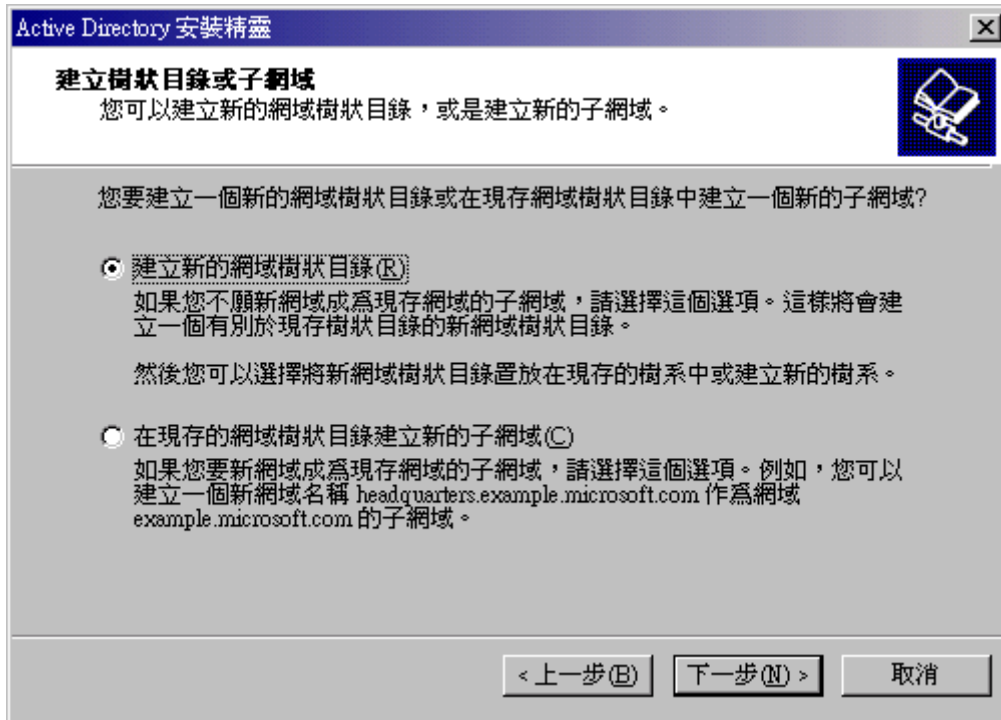 Active Directory 安裝精靈
建立樹狀目錄或子網域
您可以建立新的網域樹狀目錄，或是建立新的子網域。
您要建立一個新的網域樹狀目錄或在現存網域樹狀目錄中建立一個新的子網域?
建立新的網域樹狀目錄(R)
如果您不願新網域成為現存網域的子網域，請選擇這個選項。這樣將會建
立一個有別於現存樹狀目錄的新網域樹狀目錄。
然後您可以選擇將新網域樹狀目錄置放在現存的樹系中或建立新的樹系。
在現存的網域樹狀目錄建立新的子網域(C)
如果您要新網域成為現存網域的子網域，請選擇這個選項。例如，您可以
建立一個新網域名稱 headquarters.example.microsoft.com 作為網域
example.microsoft.com 的子網域。
<上一步(B)
下一步(N)>
取消